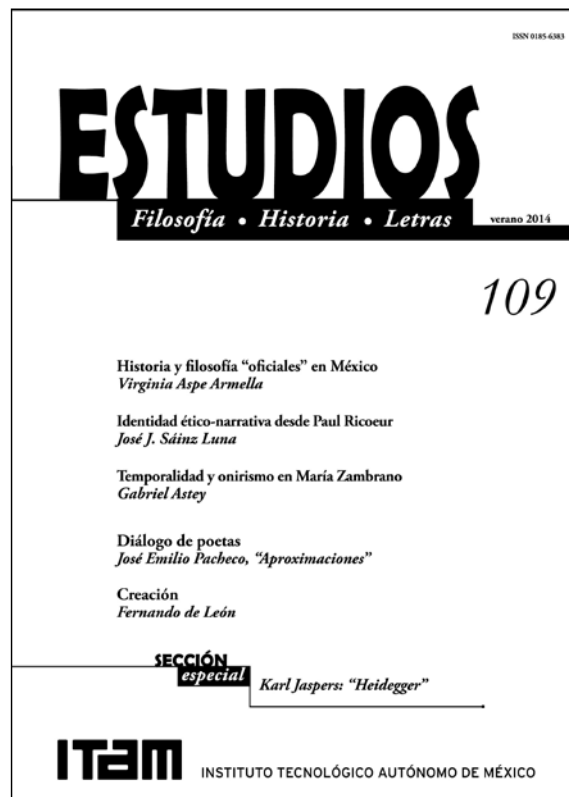 ISSN 0185-6383
ESTUDIOS
Filosofía • Historia • Letras
verano 2014
109
Historia y filosofía “oficiales” en México
Virginia Aspe Armella
Identidad ético-narrativa desde Paul Ricoeur
José J. Sáinz Luna
Temporalidad y onirismo en María Zambrano
Gabriel Astey
Diálogo de poetas
José Emilio Pacheco, “Aproximaciones”
Creación
Fernando de León
SECCIÓN
especial
Karl Jaspers: “Heidegger”
ITAM
INSTITUTO TECNOLÓGICO AUTÓNOMO DE MÉXICO